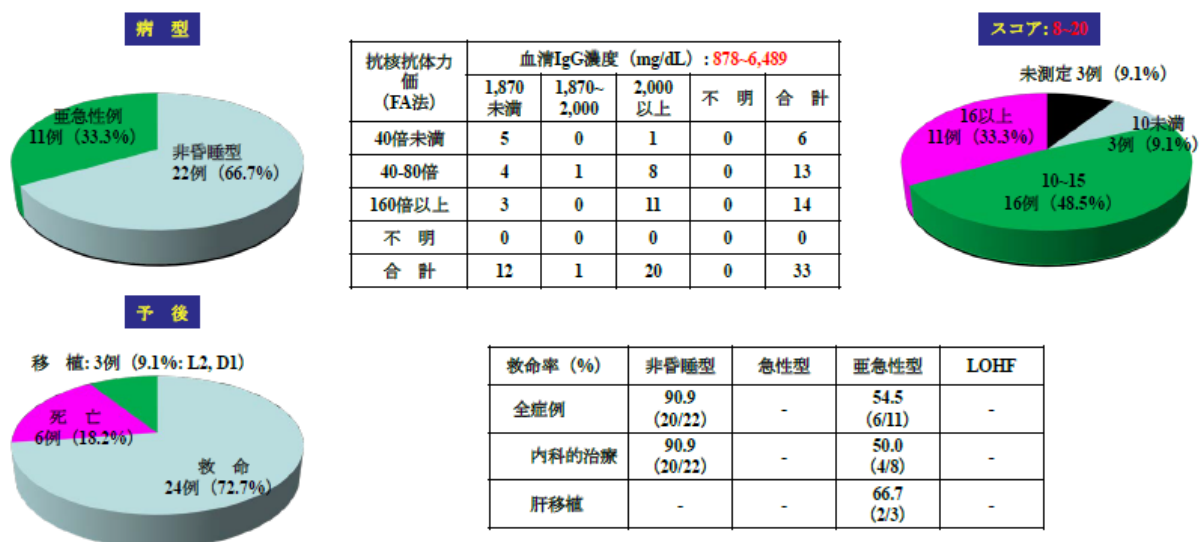 病 型
亜急性例
11例（33.3%）
非昏睡型
22例（66.7%）
抗核抗体力価（FA法） 血清IgG濃度（mg/dL）: 878~6,489
1,870未満 1,870~2,000 2,000以上 不 明 合 計
40倍未満 5 0 1 0 6
40-80倍 4 1 8 0 13
160倍以上 3 0 11 0 14
不 明 0 0 0 0 0
合 計 12 1 20 0 33
スコア: 8~20
未測定 3例（9.1%）
16以上
11例（33.3%）
10未満
3例（9.1%）
10~15
16例（48.5%）
予 後
移 植: 3例（9.1%: L2, D1）
死 亡
6例（18.2%）
救 命
24例（72.7%）
救命率（%） 非昏睡型 急性型 亜急性型 LOHF
全症例 90.9 (20/22) - 54.5 (6/11) -
内科的治療 90.9 (20/22) - 50.0 (4/8) -
肝移植 - - 66.7 (2/3) -